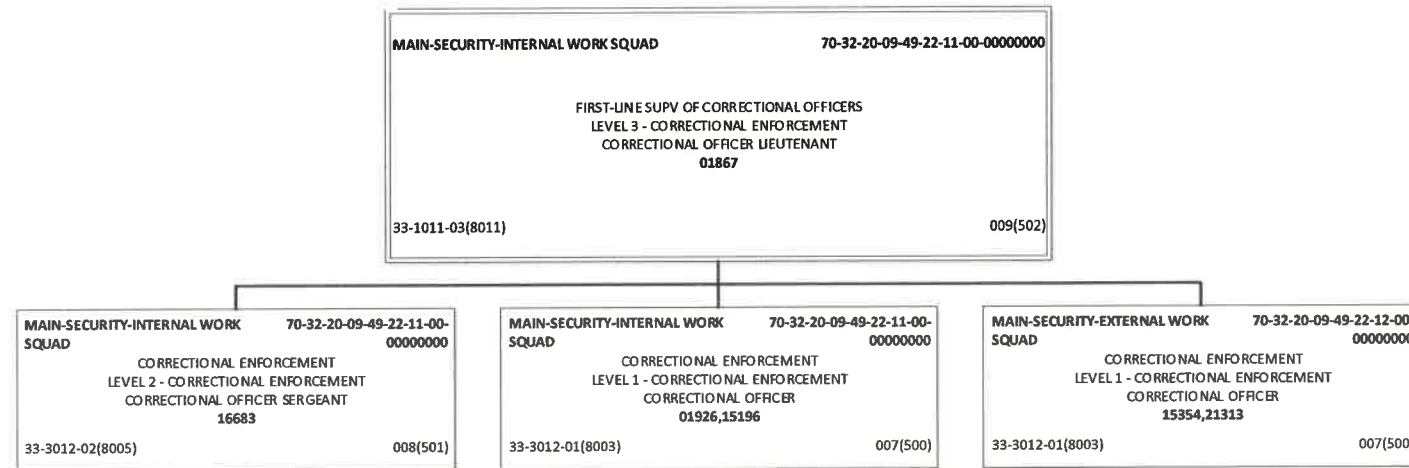 MAIN-SECURITY-INTERNAL WORK SQUAD 70-32-20-09-49-22-11-00-00000000
FIRST-LINE SUPV OF CORRECTIONAL OFFICERS
LEVEL 3 - CORRECTIONAL ENFORCEMENT
CORRECTIONAL OFFICER LIEUTENANT
01867
33-1011-03(8011) 009(502)
MAIN-SECURITY-INTERNAL WORK 70-32-20-09-49-22-11-00-
SQUAD 00000000
CORRECTIONAL ENFORCEMENT
LEVEL 2 - CORRECTIONAL ENFORCEMENT
CORRECTIONAL OFFICER SERGEANT
16683
33-3012-02(8005) 008(501)
MAIN-SECURITY-INTERNAL WORK 70-32-20-09-49-22-11-00-
SQUAD 00000000
CORRECTIONAL ENFORCEMENT
LEVEL 1 - CORRECTIONAL ENFORCEMENT
CORRECTIONAL OFFICER
01926,15196
33-3012-01(8003) 007(500)
MAIN-SECURITY-EXTERNAL WORK 70-32-20-09-49-22-12-00
SQUAD 0000000
CORRECTIONAL ENFORCEMENT
LEVEL 1 - CORRECTIONAL ENFORCEMENT
CORRECTIONAL OFFICER
15354,21313
33-3012-01(8003) 007(500